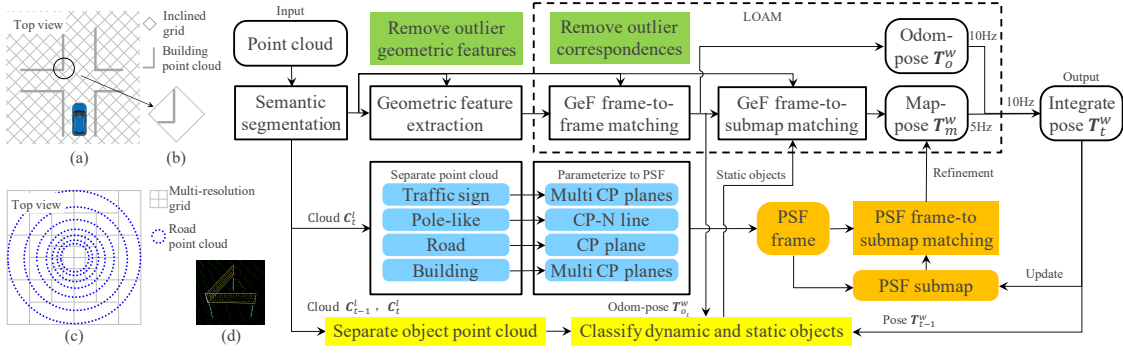 Top view
Inclined
grid
Building
point cloud
(a)
(b)
Top view
Multi-resolution
grid
Road
point cloud
(c)
(d)
Input
Point cloud
Remove outlier
geometric features
Remove outlier
correspondences
LOAM
Semantic
segmentation
Geometric feature
extraction
GeF frame-to-
frame matching
GeF frame-to-
submap matching
Odom-
pose T_o^w
10Hz
Map-
pose T_m^w
5Hz
10Hz
Output
Integrate
pose T_t^w
Cloud C_t^l
Separate point cloud
Traffic sign
Pole-like
Road
Building
Parameterize to PSF
Multi CP planes
CP-N line
CP plane
Multi CP planes
Static objects
Refinement
PSF
frame
PSF frame-to
submap matching
PSF submap
Update
Cloud C_{t-1}^l , C_t^l
Odom-pose T_{o_t}^w
Pose T_{t-1}^w
Separate object point cloud
Classify dynamic and static objects